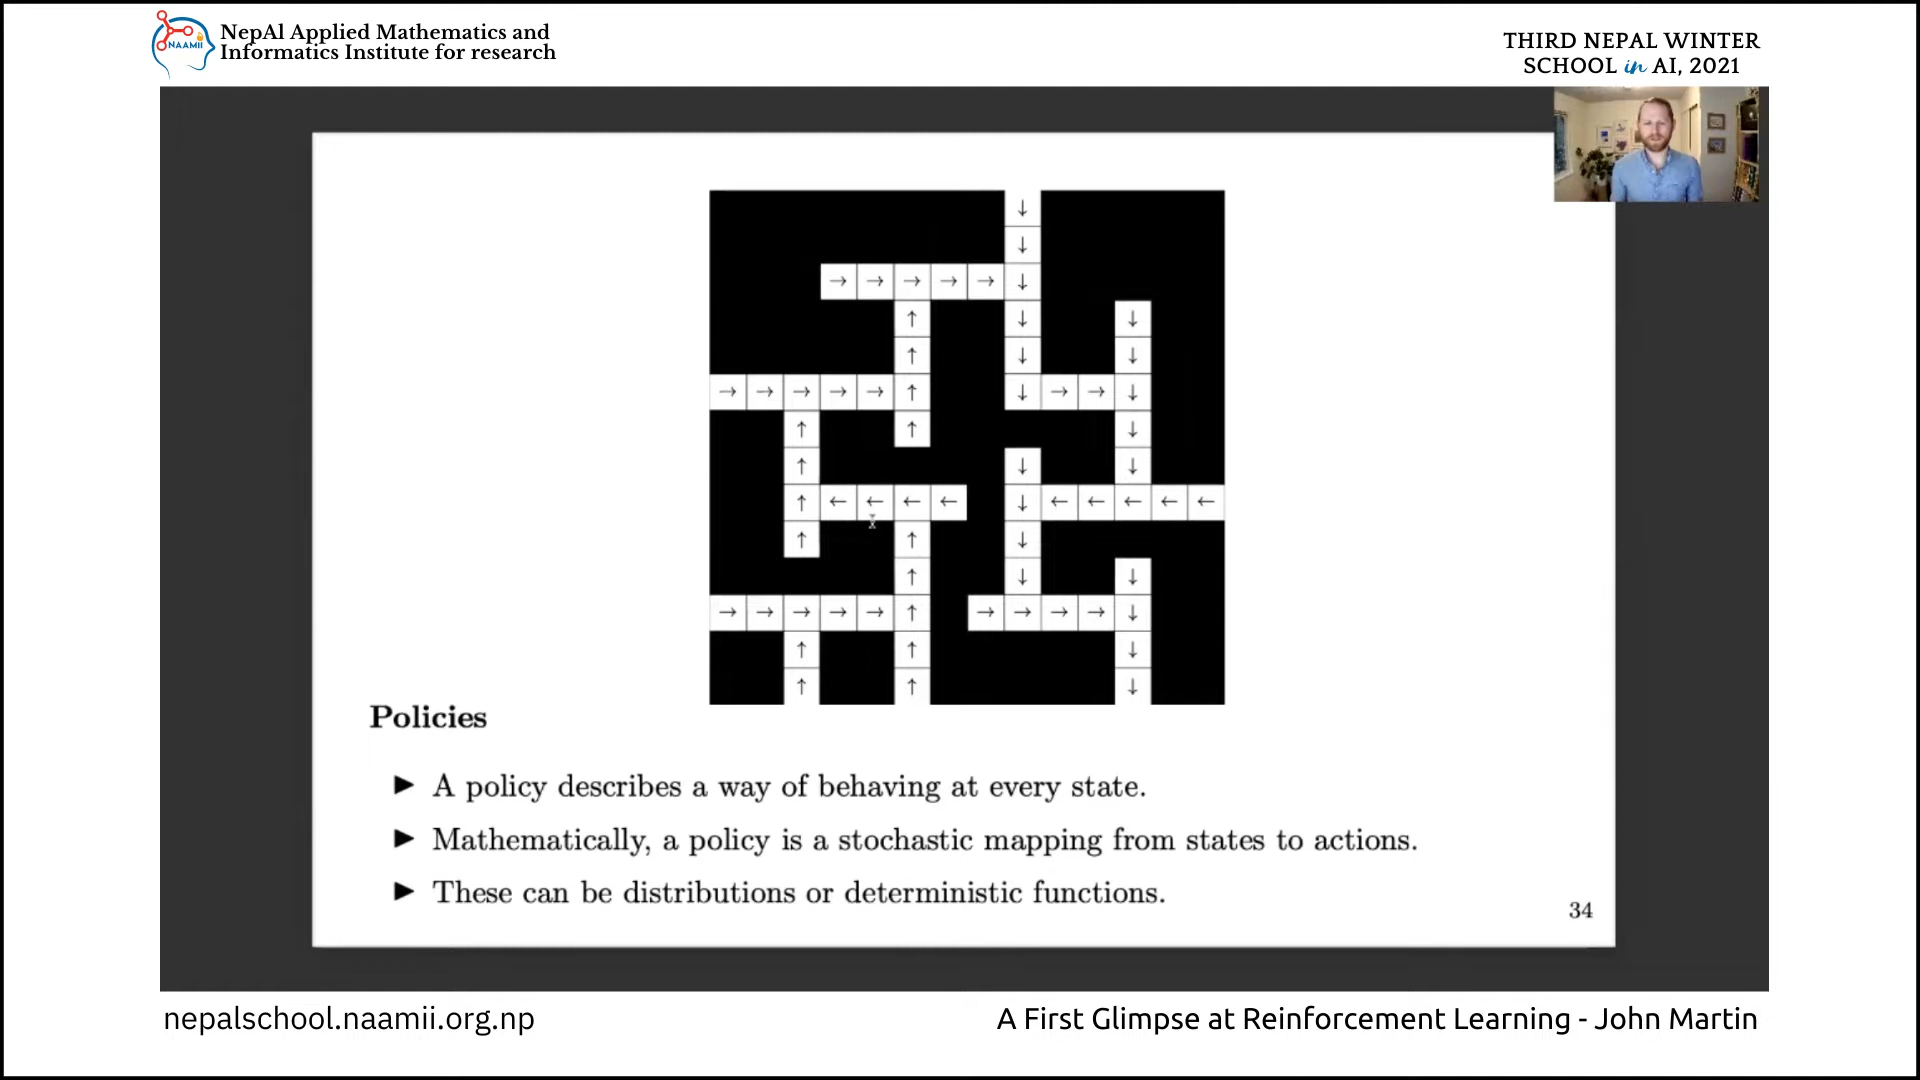 NepAl Applied Mathematics and
Informatics Institute for research
NAAMII
THIRD NEPAL WINTER
SCHOOL in AI, 2021
Policies
A policy describes a way of behaving at every state.
Mathematically, a policy is a stochastic mapping from states to actions.
These can be distributions or deterministic functions.
34
nepalschool.naamii.org.np
A First Glimpse at Reinforcement Learning - John Martin